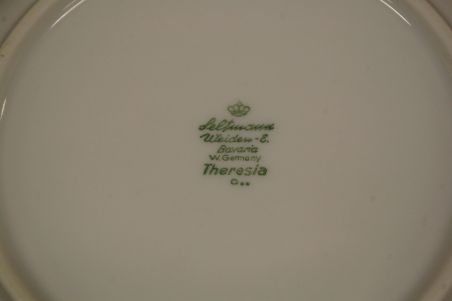 Seltmann
Weiden-E.
Bavaria
W. Germany
Theresia